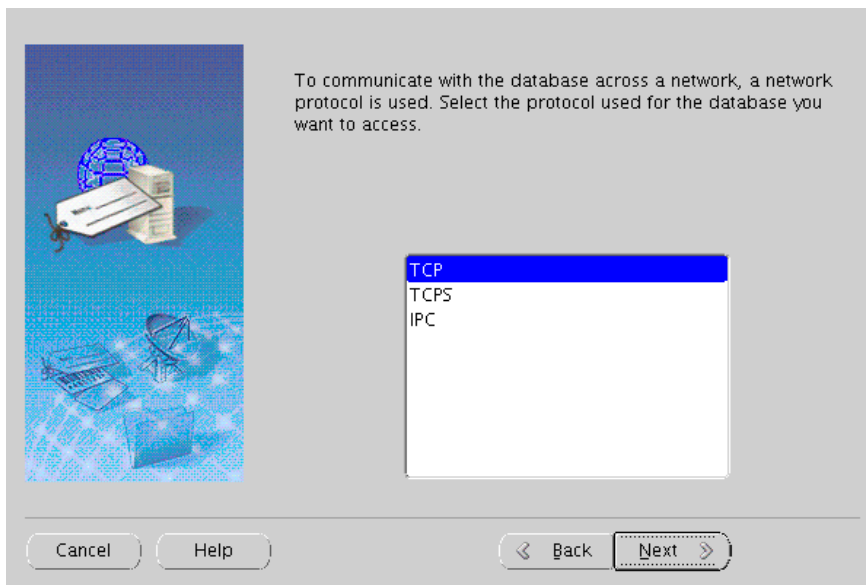 To communicate with the database across a network, a network
protocol is used. Select the protocol used for the database you
want to access.
TCP
TCPS
IPC
Cancel
Help
Back
Next